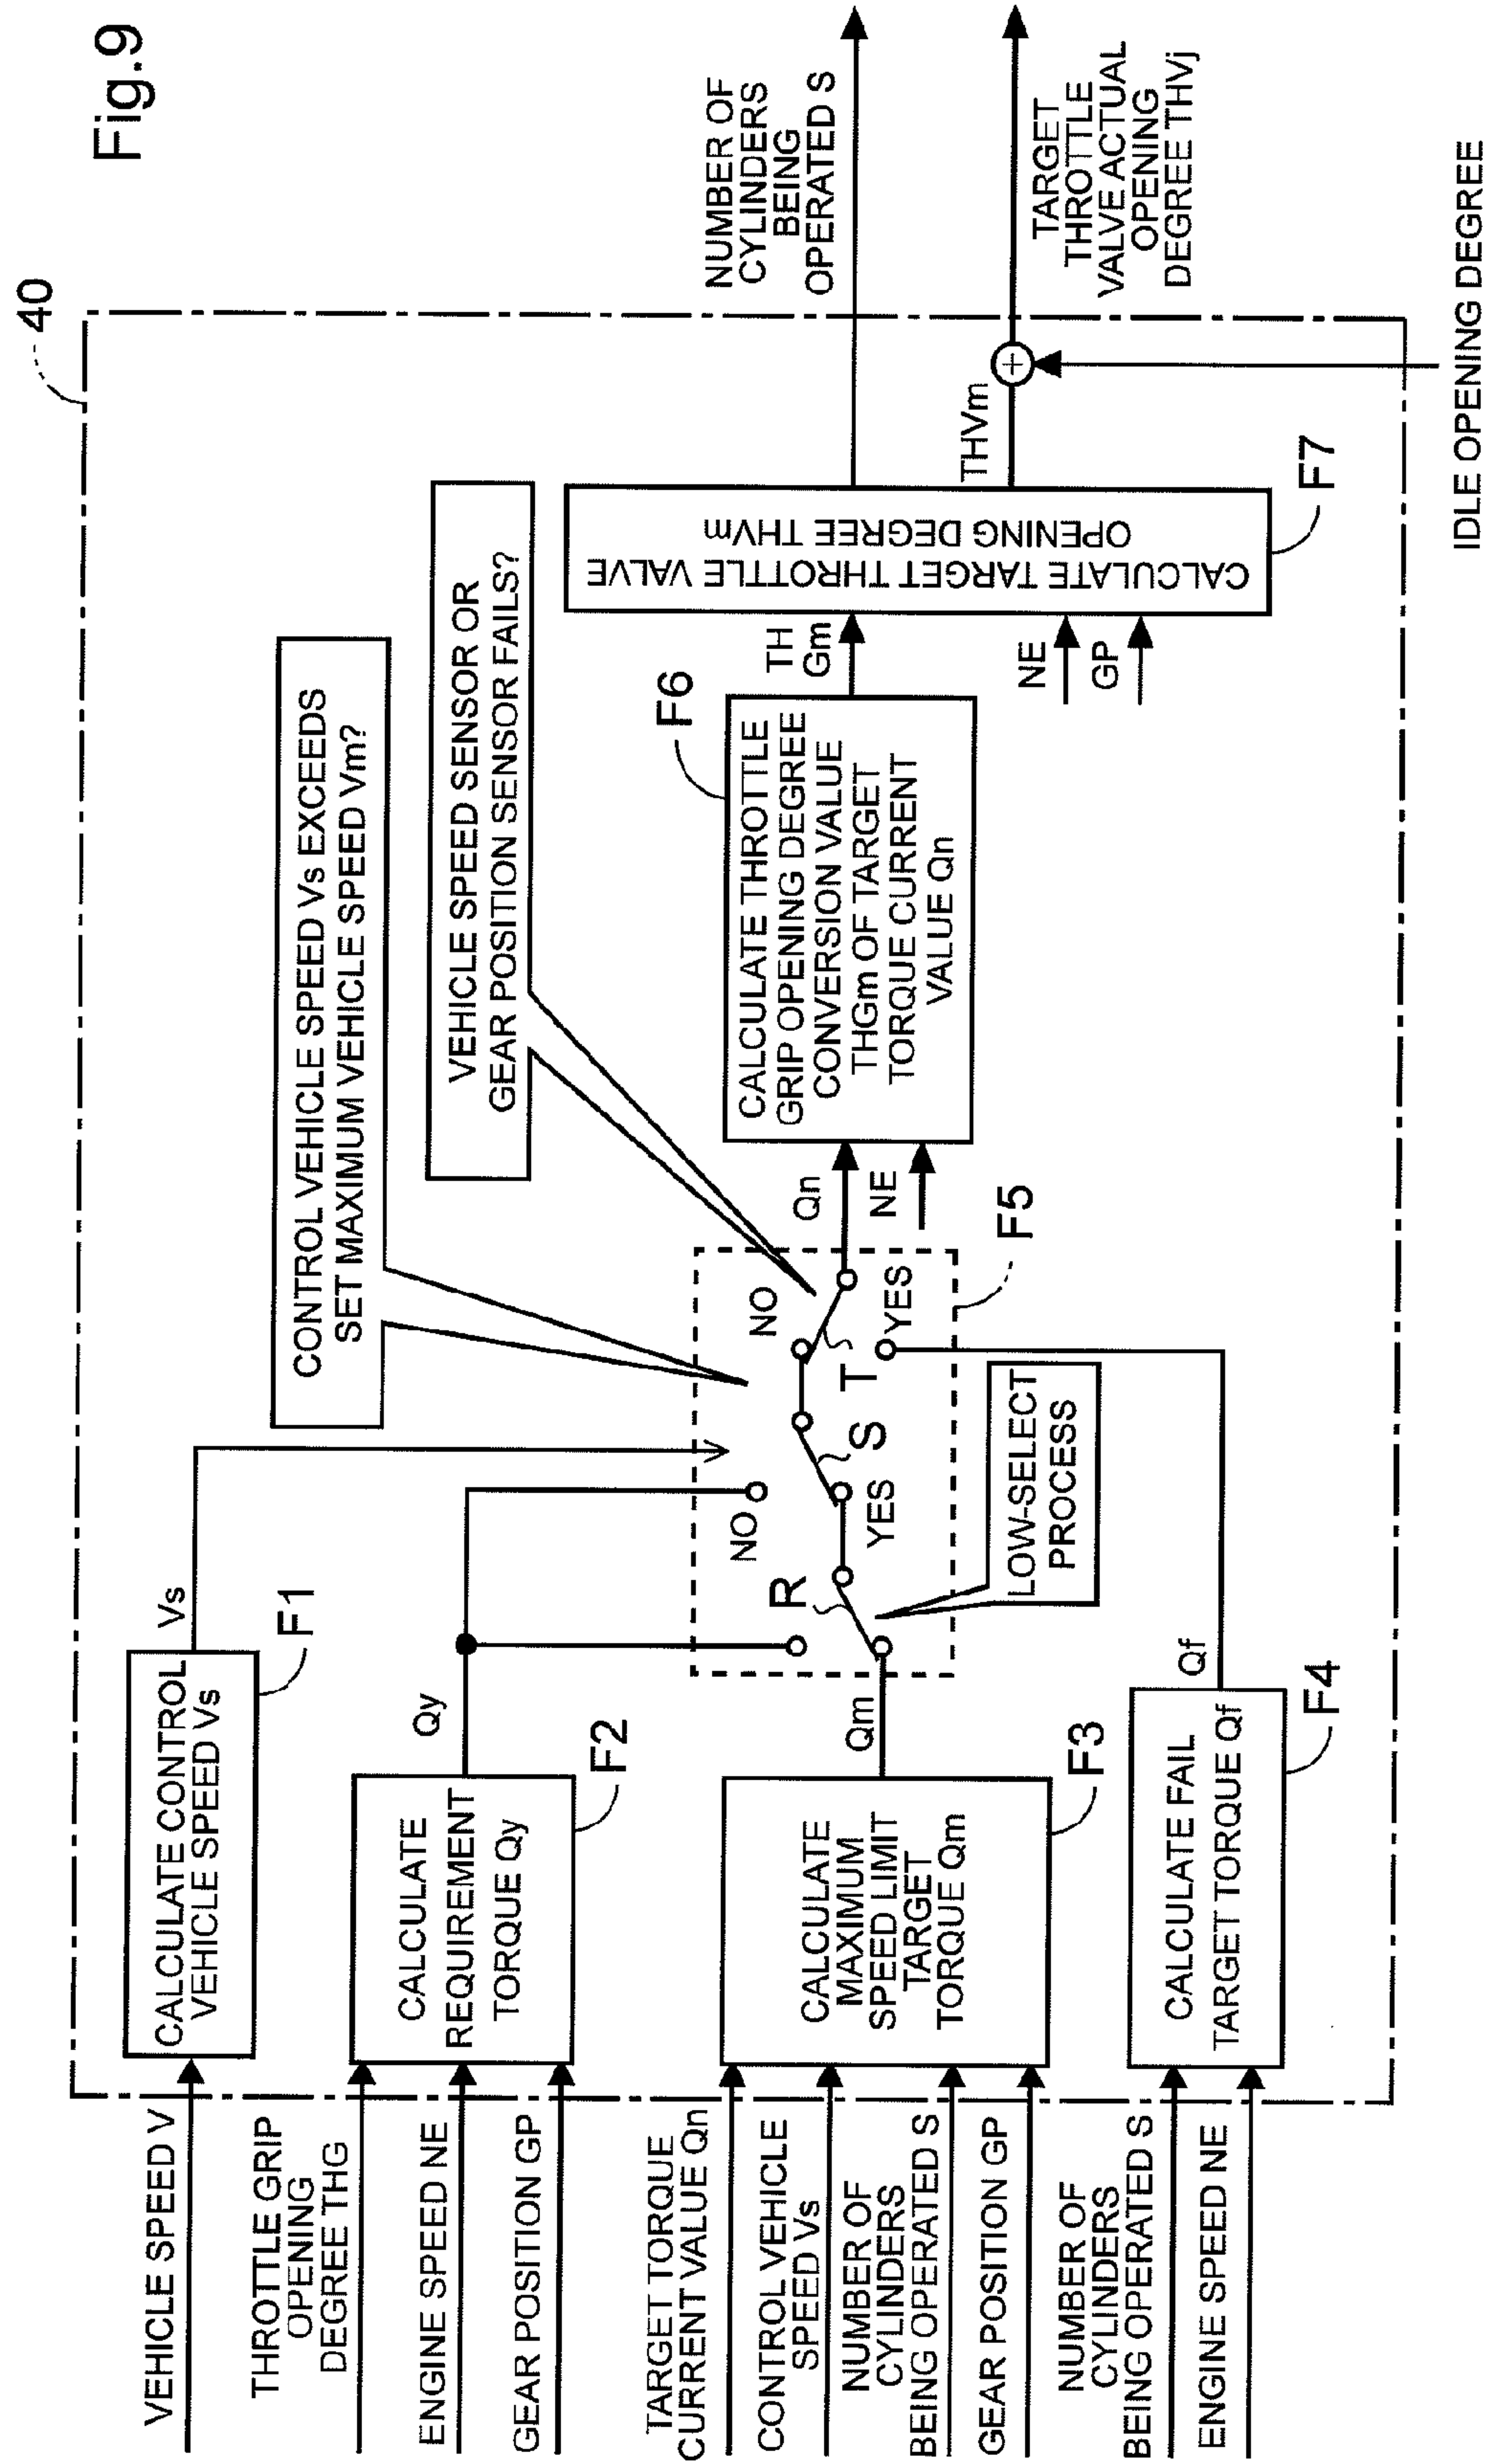 Fig.9
40
VEHICLE SPEED V
CALCULATE CONTROL
VEHICLE SPEED Vs
F1
Vs
THROTTLE GRIP
OPENING
DEGREE THG
ENGINE SPEED NE
GEAR POSITION GP
CALCULATE
REQUIREMENT
TORQUE Qy
F2
Qy
TARGET TORQUE
CURRENT VALUE Qn
CONTROL VEHICLE
SPEED Vs
NUMBER OF
CYLINDERS
BEING OPERATED S
GEAR POSITION GP
CALCULATE
MAXIMUM
SPEED LIMIT
TARGET
TORQUE Qm
F3
Qm
NUMBER OF
CYLINDERS
BEING OPERATED S
ENGINE SPEED NE
CALCULATE FAIL
TARGET TORQUE Qf
F4
Qf
CONTROL VEHICLE SPEED Vs EXCEEDS
SET MAXIMUM VEHICLE SPEED Vm?
VEHICLE SPEED SENSOR OR
GEAR POSITION SENSOR FAILS?
R
NO
YES
S
NO
T
YES
LOW-SELECT
PROCESS
F5
Qn
NE
CALCULATE THROTTLE
GRIP OPENING DEGREE
CONVERSION VALUE
THGm OF TARGET
TORQUE CURRENT
VALUE Qn
F6
TH
Gm
NE
GP
CALCULATE TARGET THROTTLE VALVE
OPENING DEGREE THVm
F7
THVm
+
NUMBER OF
CYLINDERS
BEING
OPERATED S
TARGET
THROTTLE
VALVE ACTUAL
OPENING
DEGREE THVj
IDLE OPENING DEGREE